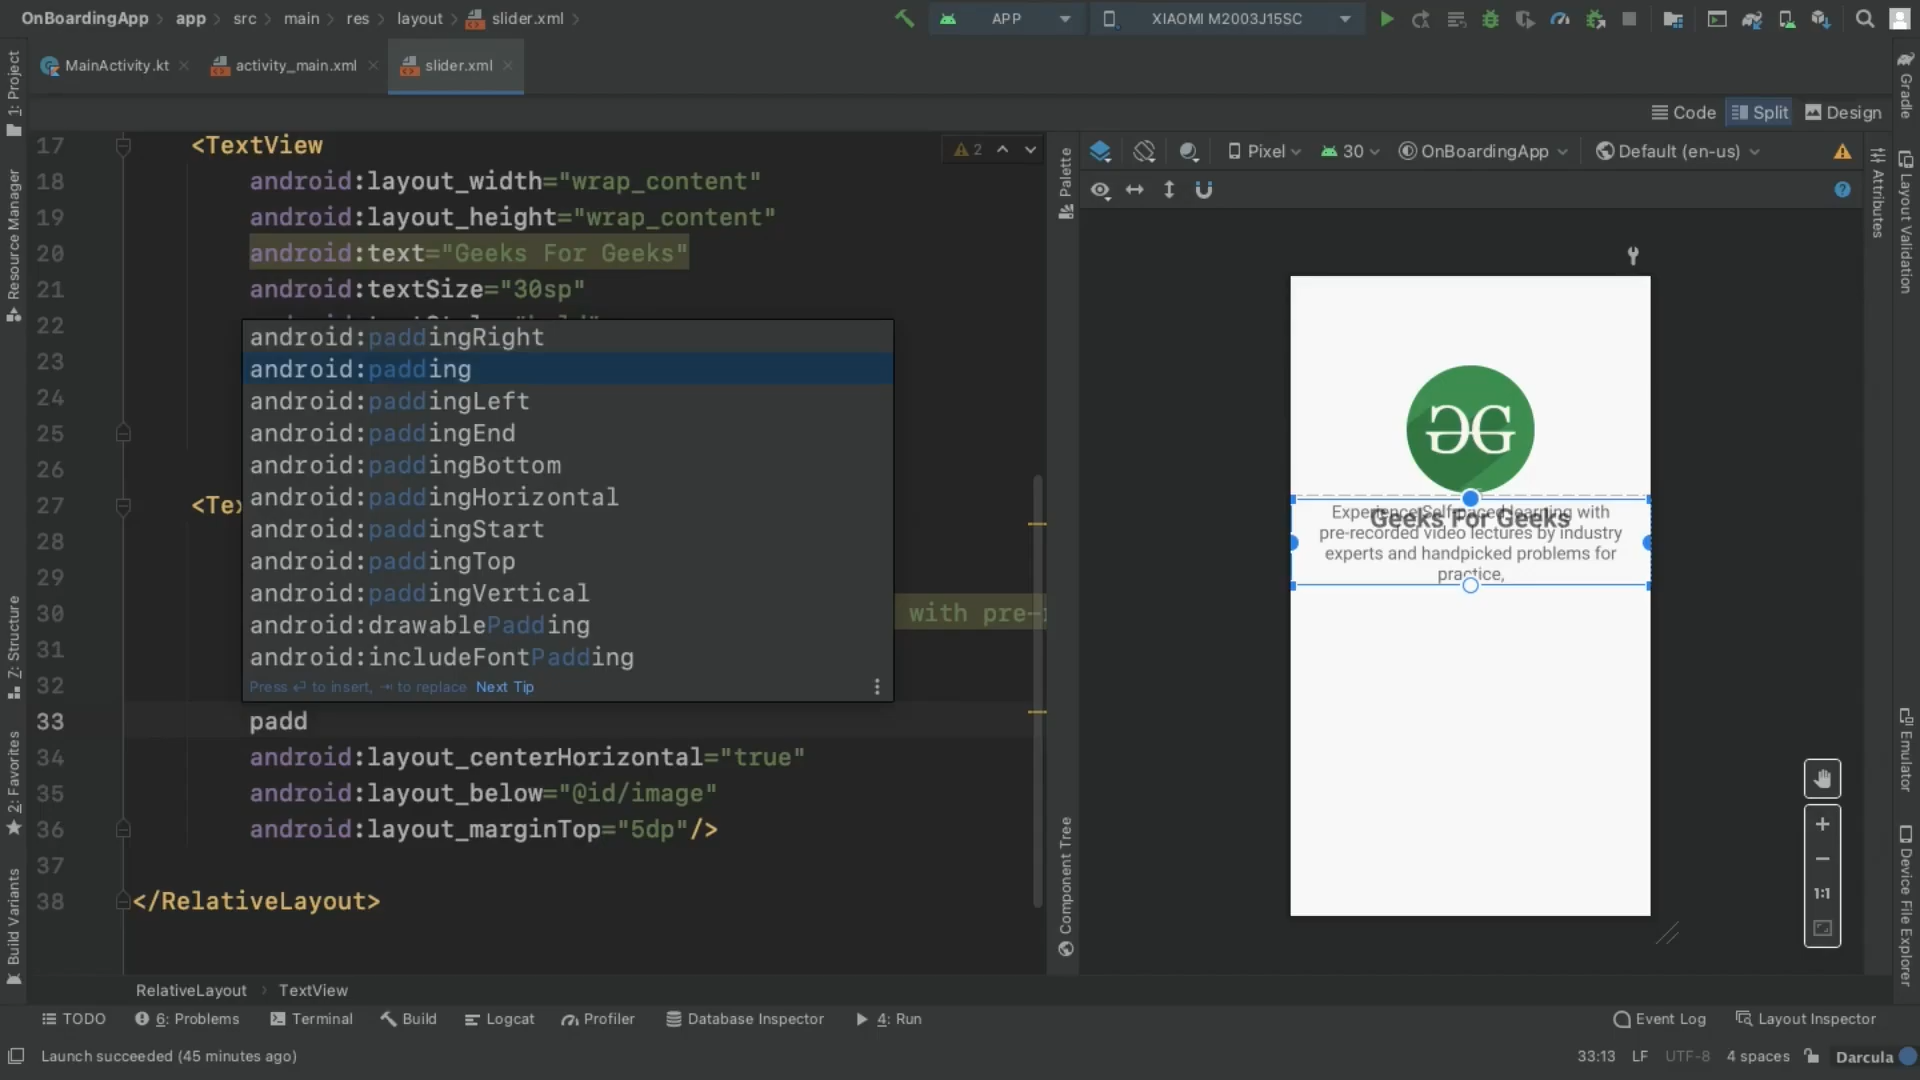 OnBoardingApp app src main res layout slider.xml
APP XIAOMI M2003J15SC
MainActivity.kt activity_main.xml slider.xml
Code Split Design
Pixel 30 OnBoardingApp Default (en-us)
1: Project
Resource Manager
Z: Structure
2: Favorites
Build Variants
17 <TextView
18 android:layout_width="wrap_content"
19 android:layout_height="wrap_content"
20 android:text="Geeks For Geeks"
21 android:textSize="30sp"
22
23
24
25
26
27 <Te
28
29
30 with pre-
31
32
33 padd
34 android:layout_centerHorizontal="true"
35 android:layout_below="@id/image"
36 android:layout_marginTop="5dp"/>
37
38 </RelativeLayout>
2
android:paddingRight
android:padding
android:paddingLeft
android:paddingEnd
android:paddingBottom
android:paddingHorizontal
android:paddingStart
android:paddingTop
android:paddingVertical
android:drawablePadding
android:includeFontPadding
Press ↵ to insert, ⇥ to replace Next Tip
Palette
Component Tree
Geeks For Geeks
Experience Self-paced learning with
pre-recorded video lectures by industry
experts and handpicked problems for
practice,
1:1
Attributes
Gradle
Layout Validation
Emulator
Device File Explorer
RelativeLayout TextView
TODO 6: Problems Terminal Build Logcat Profiler Database Inspector 4: Run Event Log Layout Inspector
Launch succeeded (45 minutes ago) 33:13 LF UTF-8 4 spaces Darcula